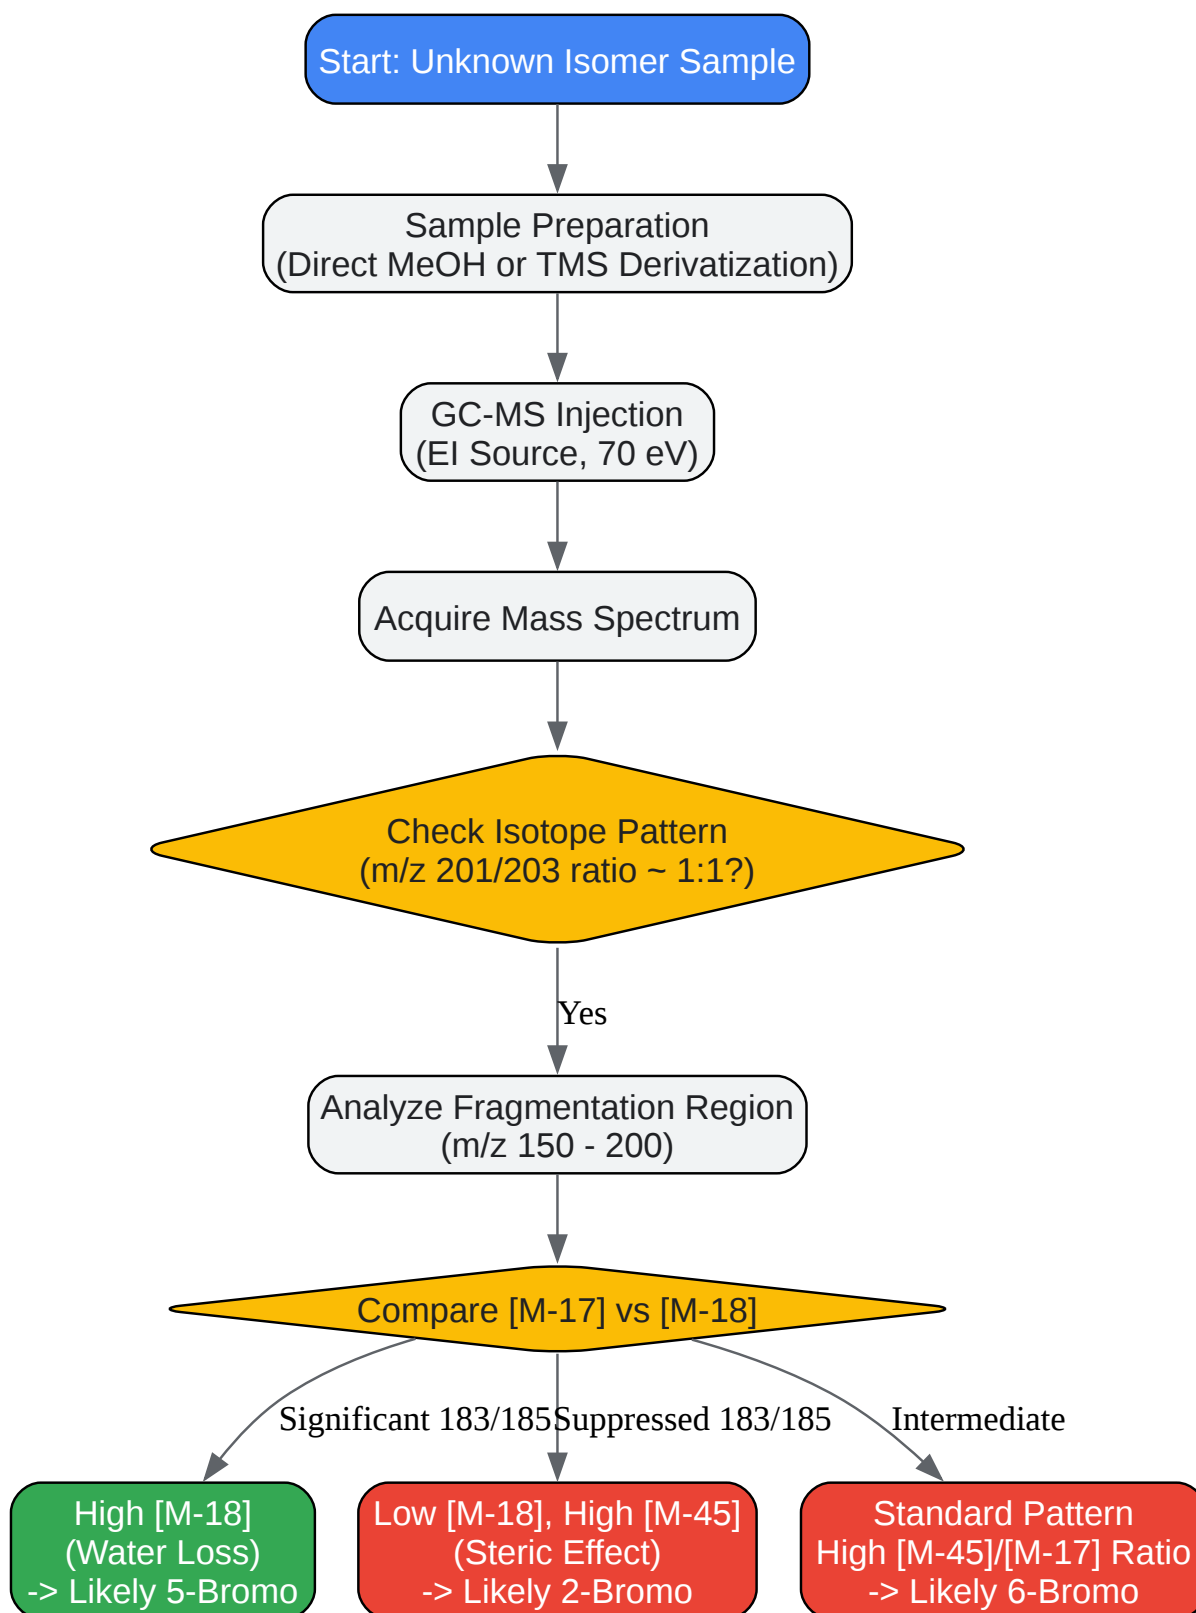 Start: Unknown Isomer Sample
Sample Preparation
(Direct MeOH or TMS Derivatization)
GC-MS Injection
(EI Source, 70 eV)
Acquire Mass Spectrum
Check Isotope Pattern
(m/z 201/203 ratio ~ 1:1?)
Yes
Analyze Fragmentation Region
(m/z 150 - 200)
Compare [M-17] vs [M-18]
Significant 183/185
Suppressed 183/185
Intermediate
High [M-18]
(Water Loss)
-> Likely 5-Bromo
Low [M-18], High [M-45]
(Steric Effect)
-> Likely 2-Bromo
Standard Pattern
High [M-45]/[M-17] Ratio
-> Likely 6-Bromo